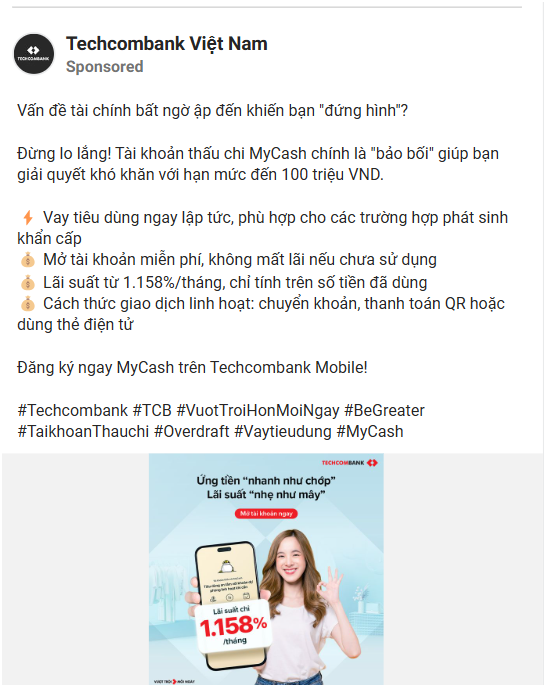 TECHCOMBANK
Techcombank Việt Nam
Sponsored
Vấn đề tài chính bất ngờ ập đến khiến bạn "đứng hình"?
Đừng lo lắng! Tài khoản thấu chi MyCash chính là "bảo bối" giúp bạn
giải quyết khó khăn với hạn mức đến 100 triệu VND.
Vay tiêu dùng ngay lập tức, phù hợp cho các trường hợp phát sinh
khẩn cấp
Mở tài khoản miễn phí, không mất lãi nếu chưa sử dụng
Lãi suất từ 1.158%/tháng, chỉ tính trên số tiền đã dùng
Cách thức giao dịch linh hoạt: chuyển khoản, thanh toán QR hoặc
dùng thẻ điện tử
Đăng ký ngay MyCash trên Techcombank Mobile!
#Techcombank #TCB #VuotTroiHonMoiNgay #BeGreater
#TaikhoanThauchi #Overdraft #Vaytieudung #MyCash
TECHCOMBANK
Ứng tiền “nhanh như chớp”
Lãi suất “nhẹ như mây”
Mở tài khoản ngay
Lãi suất chỉ
1.158%
/tháng
VƯỢT TRỘI MỖI NGÀY